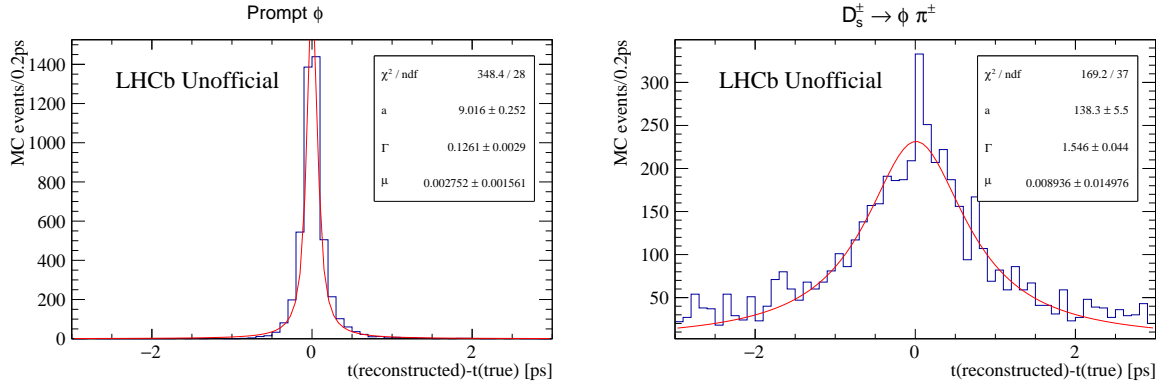 Prompt ϕ
MC events/0.2ps
1400
1200
1000
800
600
400
200
0
LHCb Unofficial
χ² / ndf 348.4 / 28
a 9.016 ± 0.252
Γ 0.1261 ± 0.0029
μ 0.002752 ± 0.001561
−2 0 2
t(reconstructed)-t(true) [ps]
D_s^± → ϕ π^±
MC events/0.2ps
300
250
200
150
100
50
LHCb Unofficial
χ² / ndf 169.2 / 37
a 138.3 ± 5.5
Γ 1.546 ± 0.044
μ 0.008936 ± 0.014976
−2 0 2
t(reconstructed)-t(true) [ps]